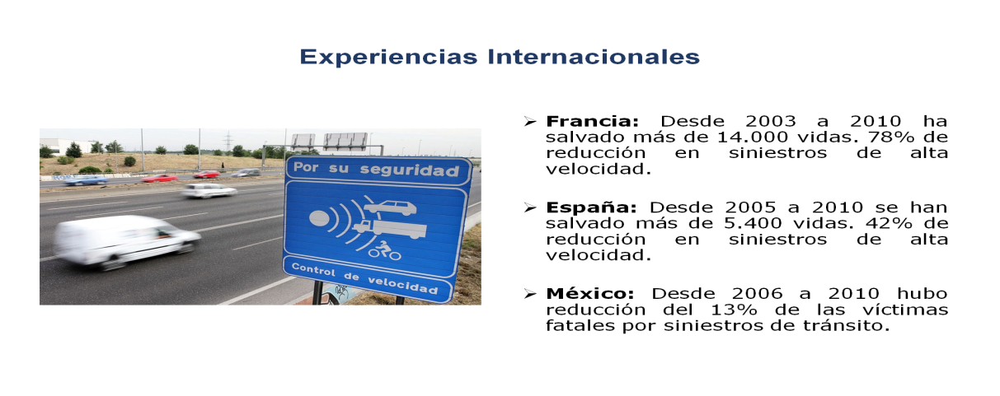 Experiencias Internacionales
Por su seguridad
Control de velocidad
➢ Francia: Desde 2003 a 2010 ha
salvado más de 14.000 vidas. 78% de
reducción en siniestros de alta
velocidad.
➢ España: Desde 2005 a 2010 se han
salvado más de 5.400 vidas. 42% de
reducción en siniestros de alta
velocidad.
➢ México: Desde 2006 a 2010 hubo
reducción del 13% de las víctimas
fatales por siniestros de tránsito.